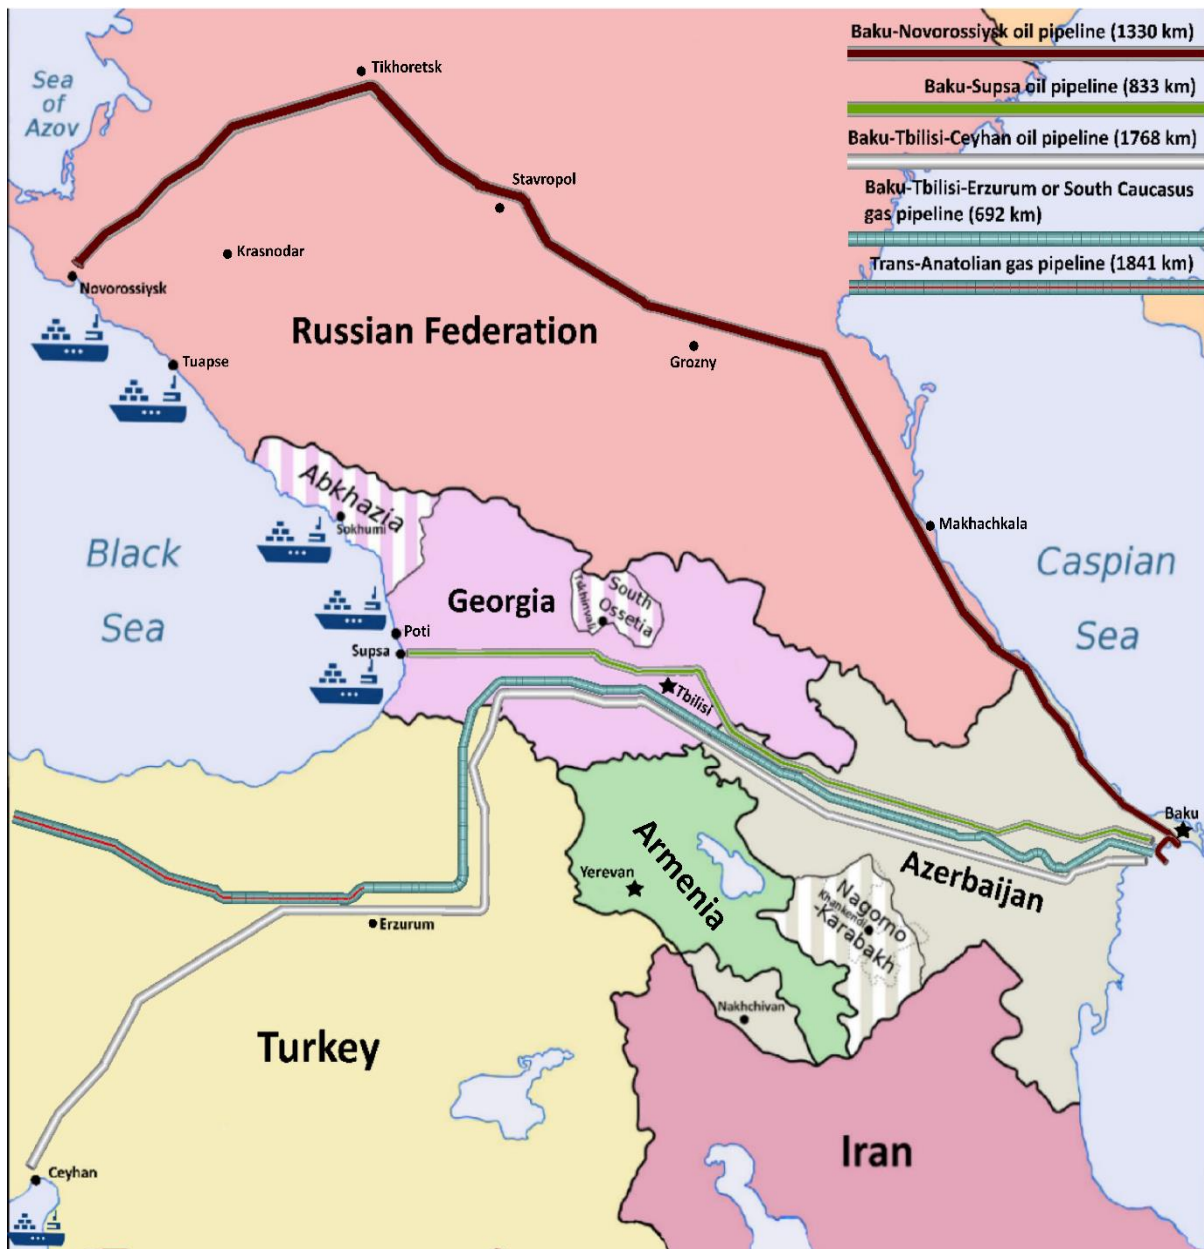 Baku-Novorossiysk oil pipeline (1330 km)
Baku-Supsa oil pipeline (833 km)
Baku-Tbilisi-Ceyhan oil pipeline (1768 km)
Baku-Tbilisi-Erzurum or South Caucasus
gas pipeline (692 km)
Trans-Anatolian gas pipeline (1841 km)
Sea
of
Azov
Tikhoretsk
Stavropol
Krasnodar
Novorossiysk
Russian Federation
Tuapse
Grozny
Abkhazia
Sokhumi
Makhachkala
Black
Sea
Caspian
Sea
Georgia
South
Ossetia
Tskhinvali
Poti
Supsa
Tbilisi
Baku
Armenia
Yerevan
Azerbaijan
Nagorno
Khankendi
-Karabakh
Erzurum
Nakhchivan
Turkey
Iran
Ceyhan